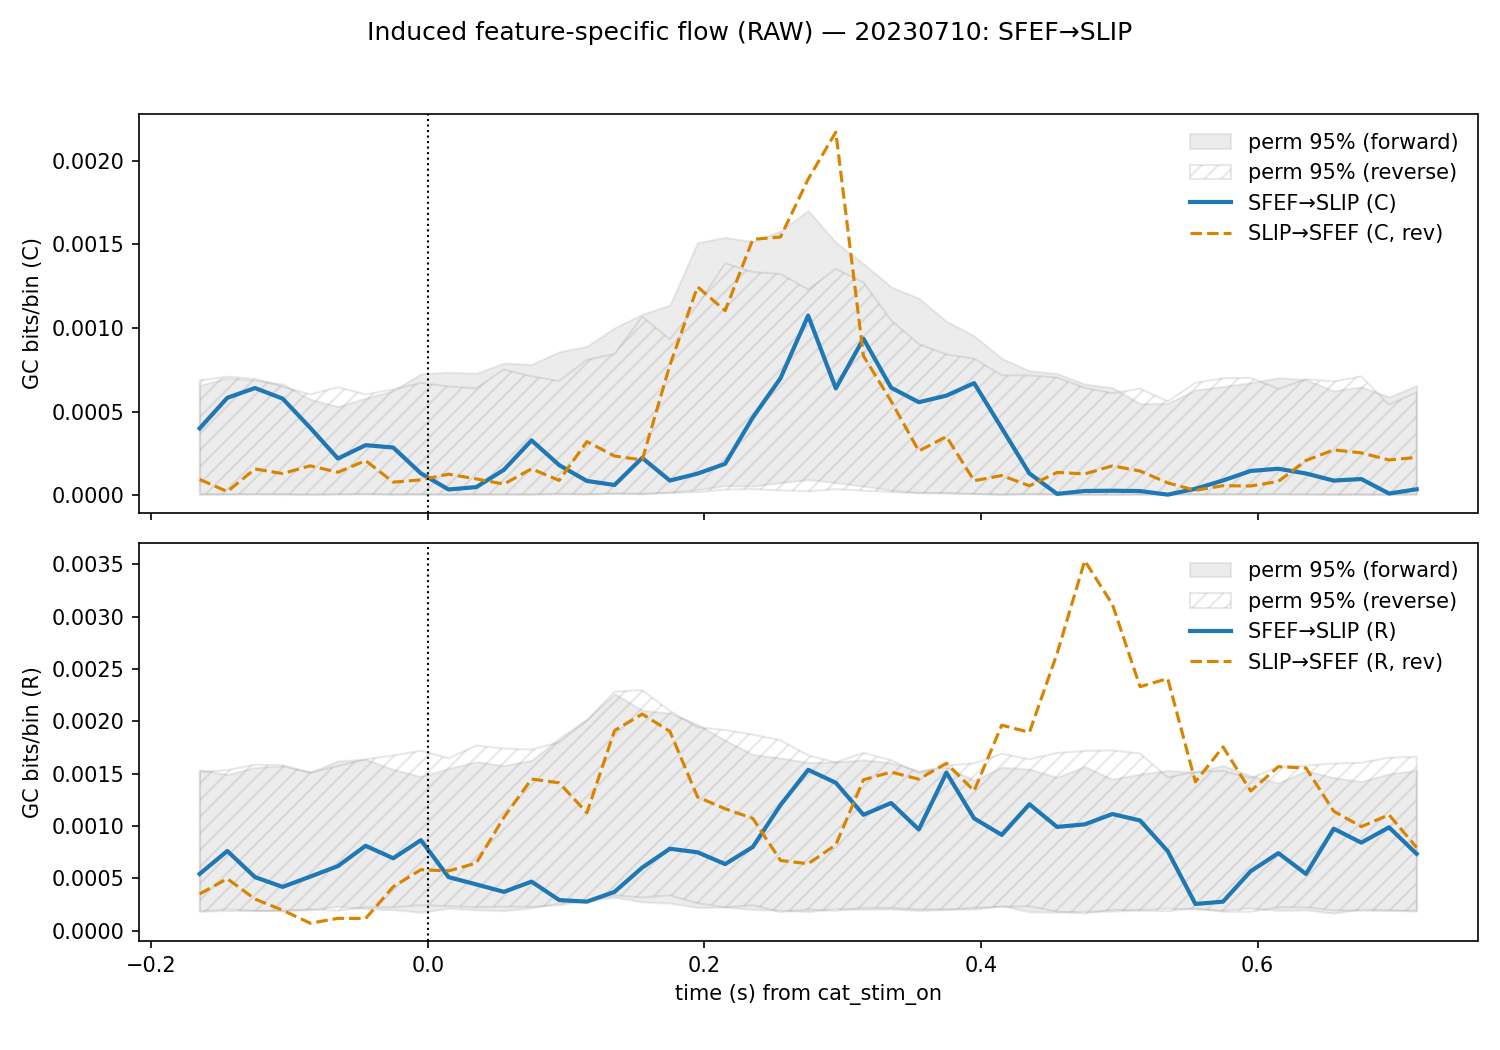 Induced feature-specific flow (RAW) — 20230710: SFEF→SLIP
GC bits/bin (C)
0.0020
0.0015
0.0010
0.0005
0.0000
perm 95% (forward)
perm 95% (reverse)
SFEF→SLIP (C)
SLIP→SFEF (C, rev)
GC bits/bin (R)
0.0035
0.0030
0.0025
0.0020
0.0015
0.0010
0.0005
0.0000
perm 95% (forward)
perm 95% (reverse)
SFEF→SLIP (R)
SLIP→SFEF (R, rev)
−0.2 0.0 0.2 0.4 0.6
time (s) from cat_stim_on